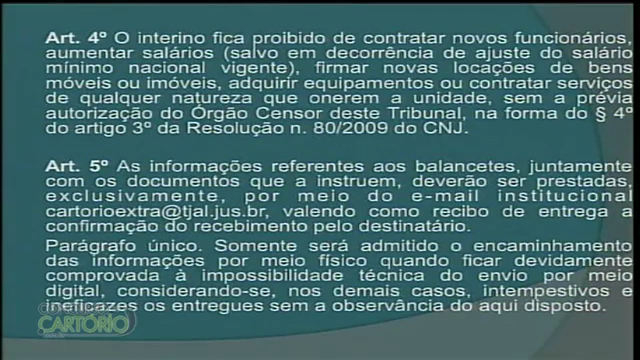 Art. 4º O interino fica proibido de contratar novos funcionários,
aumentar salários (salvo em decorrência de ajuste do salário
mínimo nacional vigente), firmar novas locações de bens
móveis ou imóveis, adquirir equipamentos ou contratar serviços
de qualquer natureza que onerem a unidade, sem a prévia
autorização do Órgão Censor deste Tribunal, na forma do § 4º
do artigo 3º da Resolução n. 80/2009 do CNJ.
Art. 5º As informações referentes aos balancetes, juntamente
com os documentos que a instruem, deverão ser prestadas,
exclusivamente, por meio do e-mail institucional
cartorioextra@tjal.jus.br, valendo como recibo de entrega a
confirmação do recebimento pelo destinatário.
Parágrafo único. Somente será admitido o encaminhamento
das informações por meio físico quando ficar devidamente
comprovada à impossibilidade técnica do envio por meio
digital, considerando-se, nos demais casos, intempestivos e
ineficazes os entregues sem a observância do aqui disposto.
CARTÓRIO